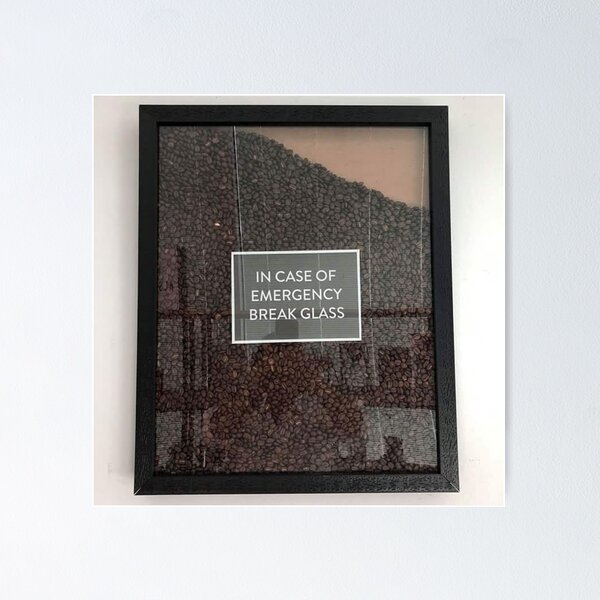 IN CASE OF
EMERGENCY
BREAK GLASS